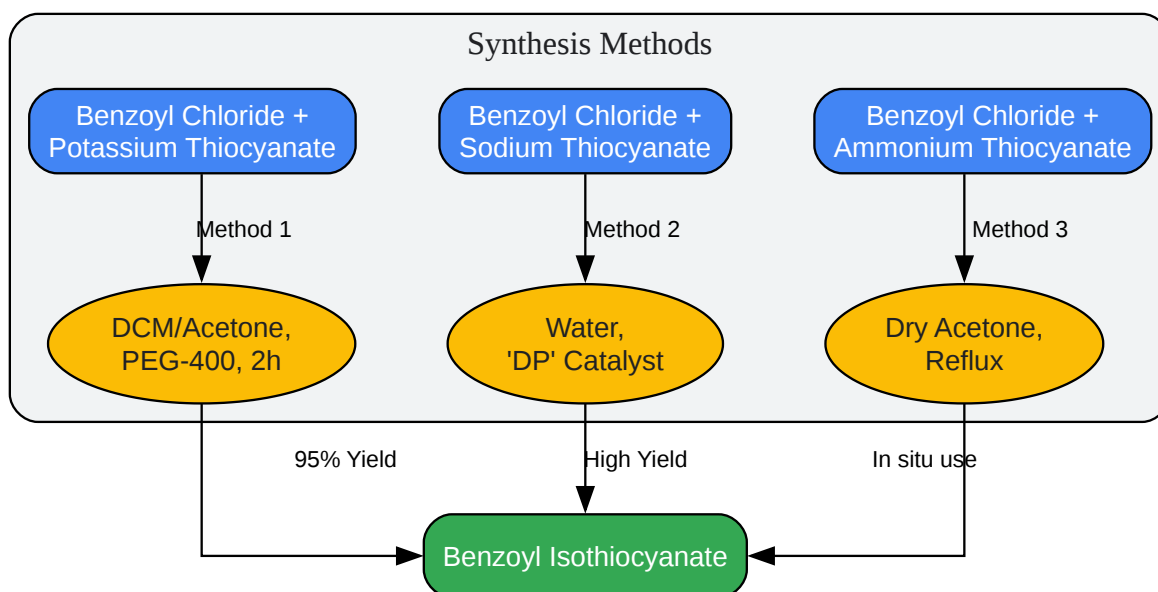 Synthesis Methods
Benzoyl Chloride +
Potassium Thiocyanate
Benzoyl Chloride +
Sodium Thiocyanate
Benzoyl Chloride +
Ammonium Thiocyanate
Method 1
Method 2
Method 3
DCM/Acetone,
PEG-400, 2h
Water,
'DP' Catalyst
Dry Acetone,
Reflux
95% Yield
High Yield
In situ use
Benzoyl Isothiocyanate